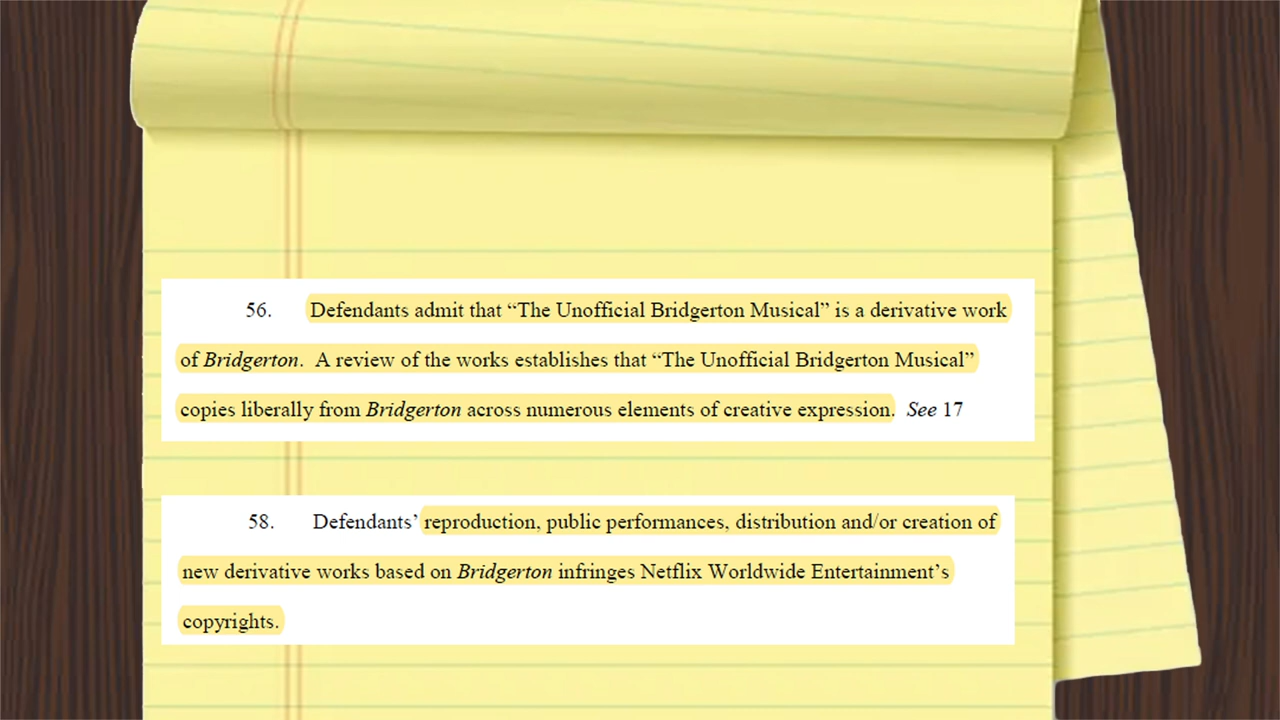 56. Defendants admit that “The Unofficial Bridgerton Musical” is a derivative work
of Bridgerton. A review of the works establishes that “The Unofficial Bridgerton Musical”
copies liberally from Bridgerton across numerous elements of creative expression. See 17
58. Defendants’ reproduction, public performances, distribution and/or creation of
new derivative works based on Bridgerton infringes Netflix Worldwide Entertainment’s
copyrights.